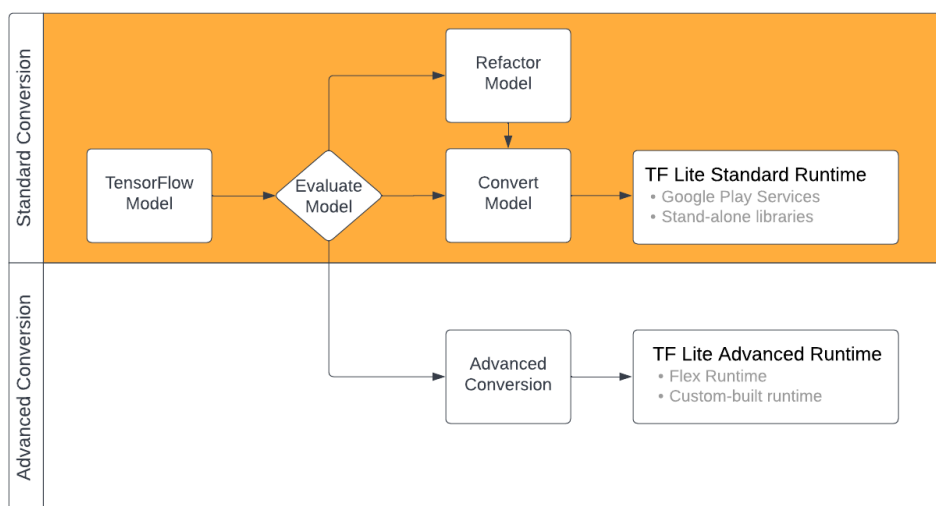 Standard Conversion
Refactor
Model
TensorFlow
Model
Evaluate
Model
Convert
Model
TF Lite Standard Runtime
• Google Play Services
• Stand-alone libraries
Advanced Conversion
Advanced
Conversion
TF Lite Advanced Runtime
• Flex Runtime
• Custom-built runtime